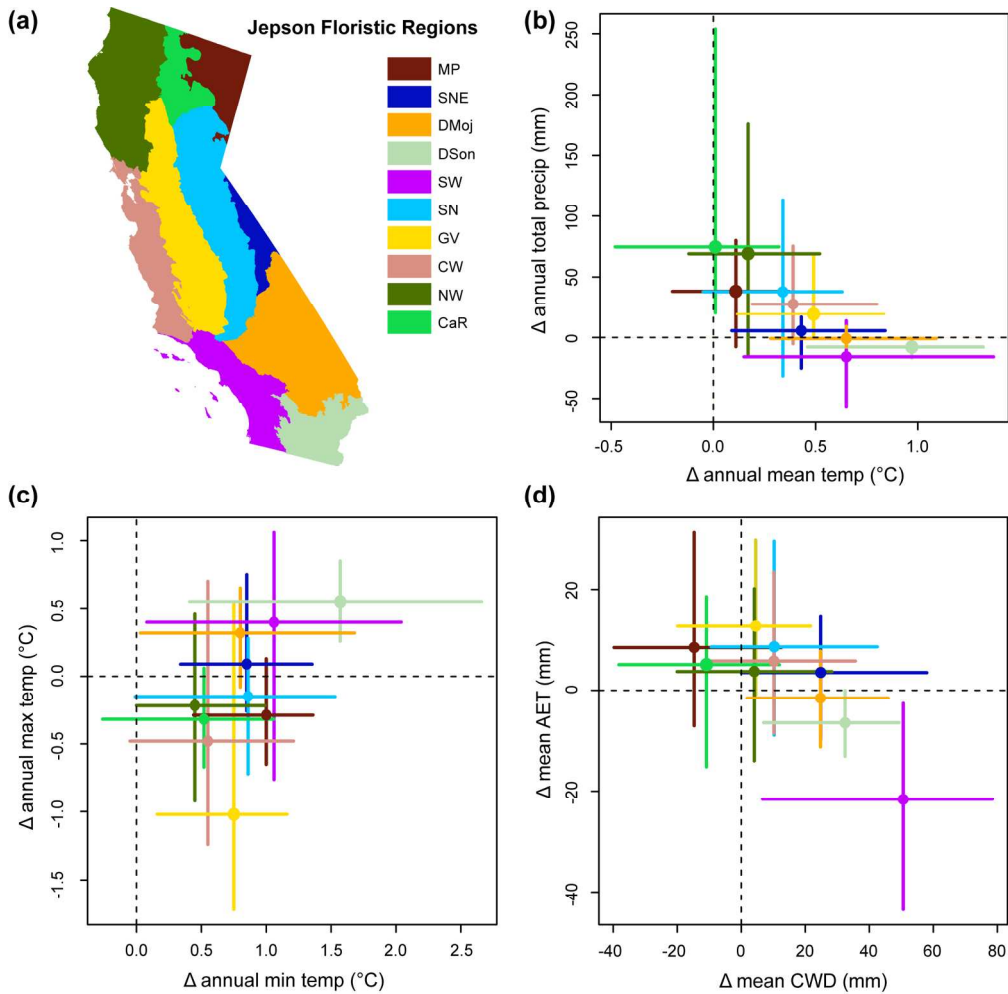 (a)
Jepson Floristic Regions
MP
SNE
DMoj
DSon
SW
SN
GV
CW
NW
CaR
(b)
Δ annual total precip (mm)
250
200
150
100
50
0
-50
-0.5
0.0
0.5
1.0
Δ annual mean temp (°C)
(c)
Δ annual max temp (°C)
1.0
0.5
0.0
-0.5
-1.0
-1.5
0.0
0.5
1.0
1.5
2.0
2.5
Δ annual min temp (°C)
(d)
Δ mean AET (mm)
20
0
-20
-40
-40
-20
0
20
40
60
80
Δ mean CWD (mm)